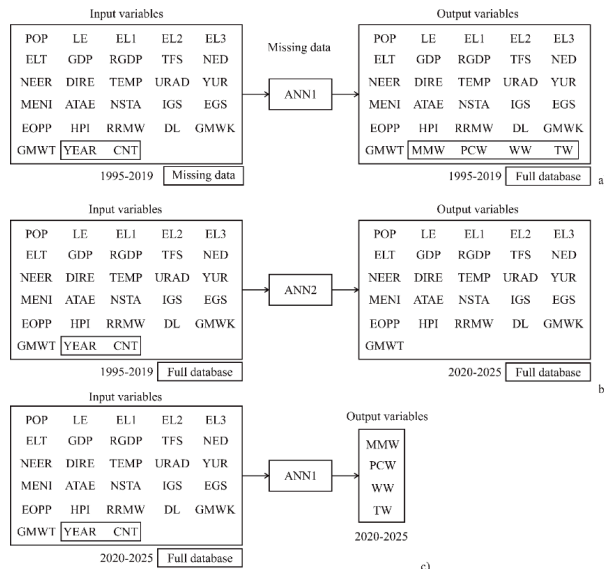 Input variables
Output variables
POP LE EL1 EL2 EL3
ELT GDP RGDP TFS NED
NEER DIRE TEMP URAD YUR
MENI ATAE NSTA IGS EGS
EOPP HPI RRMW DL GMWK
GMWT YEAR CNT
1995-2019 Missing data
Missing data
ANN1
POP LE EL1 EL2 EL3
ELT GDP RGDP TFS NED
NEER DIRE TEMP URAD YUR
MENI ATAE NSTA IGS EGS
EOPP HPI RRMW DL GMWK
GMWT MMW PCW WW TW
1995-2019 Full database
a
Input variables
Output variables
POP LE EL1 EL2 EL3
ELT GDP RGDP TFS NED
NEER DIRE TEMP URAD YUR
MENI ATAE NSTA IGS EGS
EOPP HPI RRMW DL GMWK
GMWT YEAR CNT
1995-2019 Full database
ANN2
POP LE EL1 EL2 EL3
ELT GDP RGDP TFS NED
NEER DIRE TEMP URAD YUR
MENI ATAE NSTA IGS EGS
EOPP HPI RRMW DL GMWK
GMWT
2020-2025 Full database
b
Input variables
POP LE EL1 EL2 EL3
ELT GDP RGDP TFS NED
NEER DIRE TEMP URAD YUR
MENI ATAE NSTA IGS EGS
EOPP HPI RRMW DL GMWK
GMWT YEAR CNT
2020-2025 Full database
ANN1
Output variables
MMW
PCW
WW
TW
2020-2025
c)